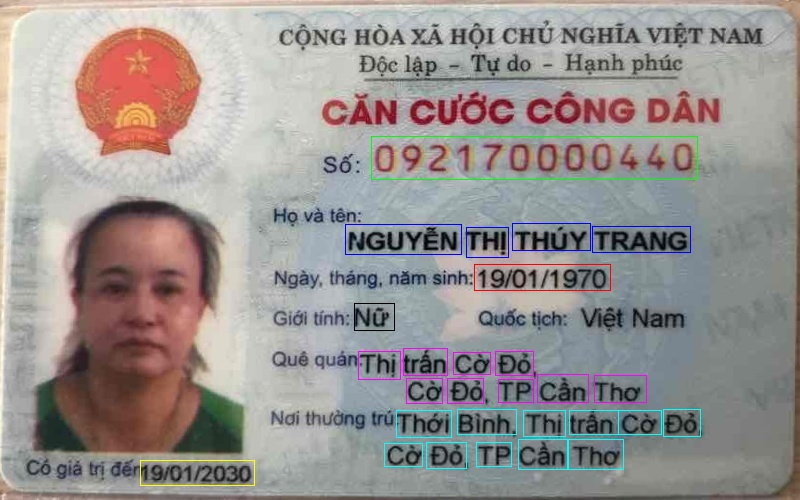 CỘNG HÒA XÃ HỘI CHỦ NGHĨA VIỆT NAM
Độc lập - Tự do - Hạnh phúc
CĂN CƯỚC CÔNG DÂN
Số: 092170000440
Họ và tên:
NGUYỄN THỊ THÚY TRANG
Ngày, tháng, năm sinh: 19/01/1970
Giới tính: Nữ Quốc tịch: Việt Nam
Quê quán: Thị trấn Cờ Đỏ,
Cờ Đỏ, TP Cần Thơ
Nơi thường trú: Thới Bình, Thị trấn Cờ Đỏ,
Cờ Đỏ, TP Cần Thơ
Có giá trị đến 19/01/2030